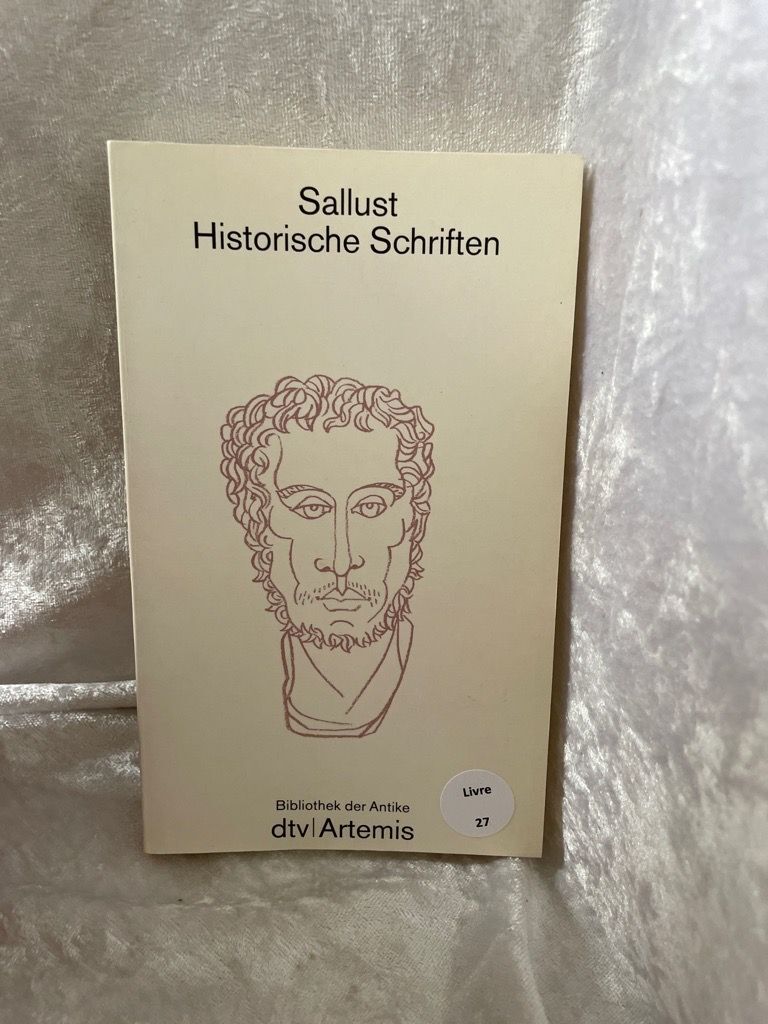 Sallust
Historische Schriften
Bibliothek der Antike
dtv|Artemis
Livre
27